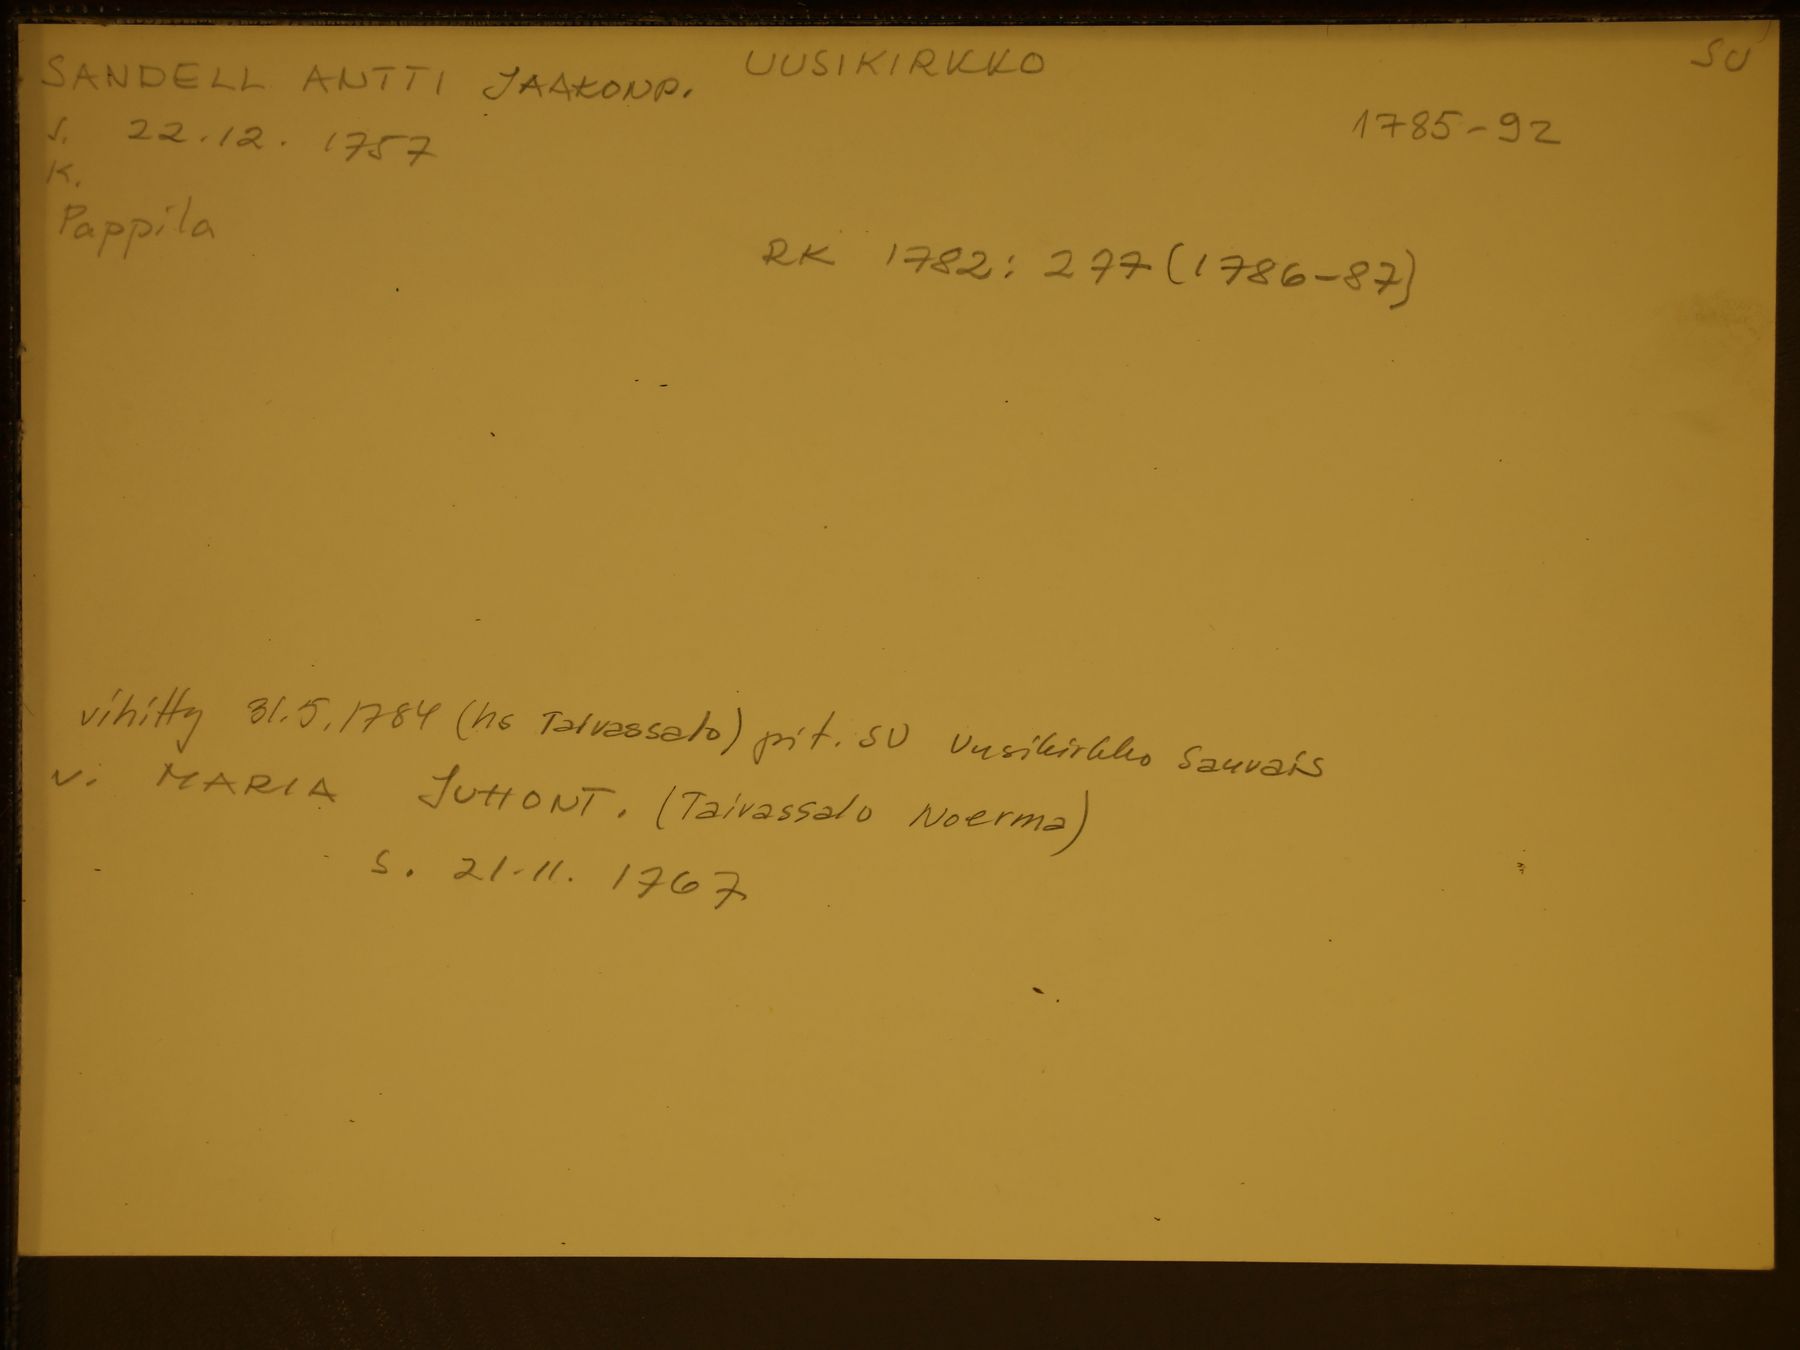 SANDELL ANTTI JAAKONP. UUSIKIRKKO SU
s. 22.12. 1757 1785-92
K.
Pappila
RK 1782: 277 (1786-87)
vihitty 31.5.1784 (hs Taivassalo) pit. SU Uusikirkko Sauvais
v. MARIA JUHONT. (Taivassalo Noerma)
s. 21.11. 1767